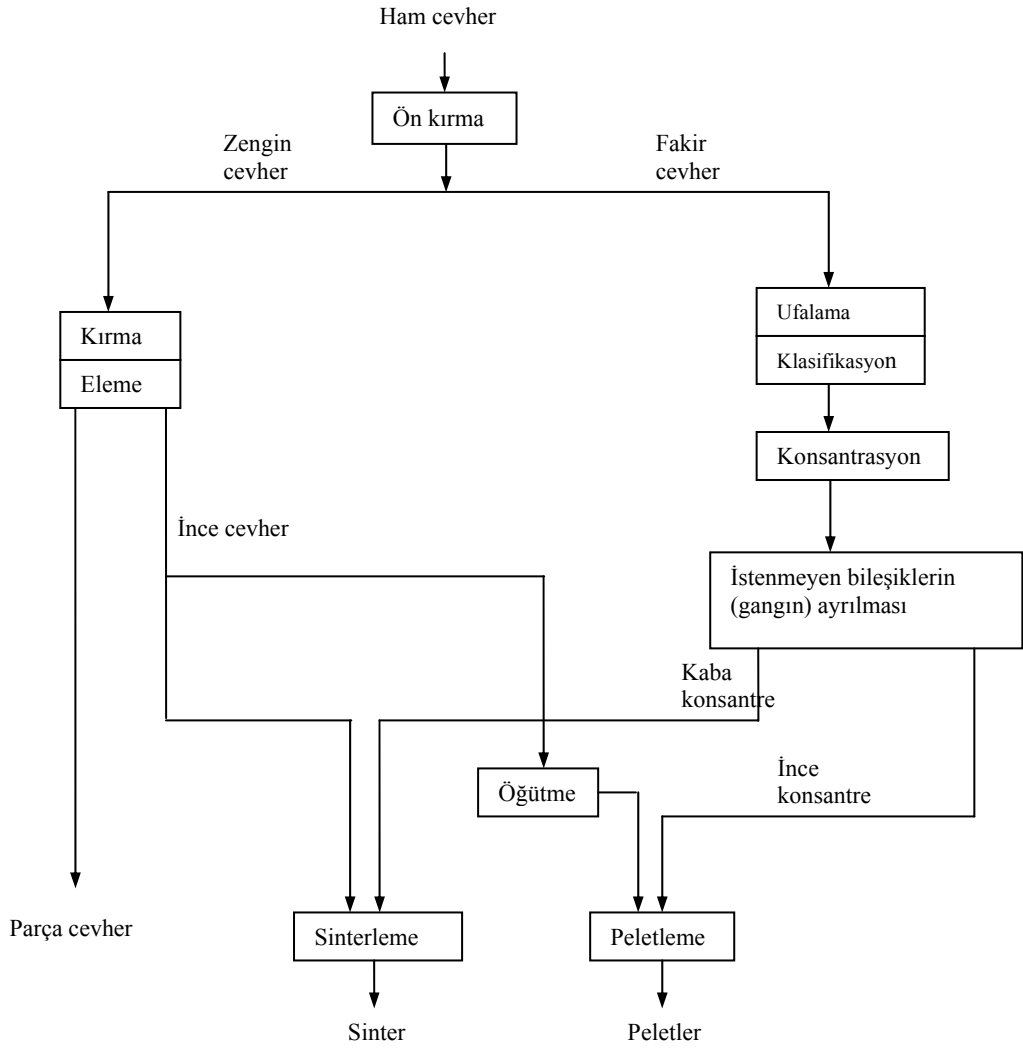 Ham cevher
Ön kırma
Zengin
cevher
Fakir
cevher
Kırma
Eleme
Ufalama
Klasifikasyon
Konsantrasyon
İnce cevher
İstenmeyen bileşiklerin
(gangın) ayrılması
Kaba
konsantre
Öğütme
İnce
konsantre
Parça cevher
Sinterleme
Peletleme
Sinter
Peletler